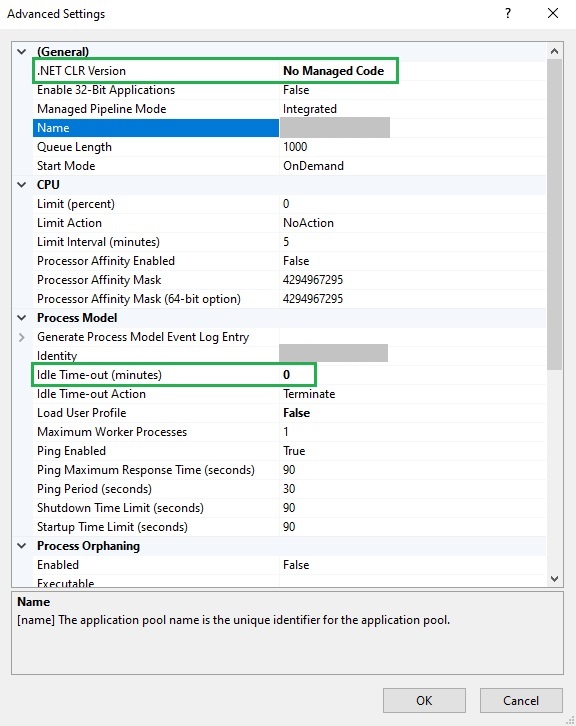 Advanced Settings ? ×
(General)
.NET CLR Version No Managed Code
Enable 32-Bit Applications False
Managed Pipeline Mode Integrated
Name
Queue Length 1000
Start Mode OnDemand
CPU
Limit (percent) 0
Limit Action NoAction
Limit Interval (minutes) 5
Processor Affinity Enabled False
Processor Affinity Mask 4294967295
Processor Affinity Mask (64-bit option) 4294967295
Process Model
Generate Process Model Event Log Entry
Identity
Idle Time-out (minutes) 0
Idle Time-out Action Terminate
Load User Profile False
Maximum Worker Processes 1
Ping Enabled True
Ping Maximum Response Time (seconds) 90
Ping Period (seconds) 30
Shutdown Time Limit (seconds) 90
Startup Time Limit (seconds) 90
Process Orphaning
Enabled False
Executable
Name
[name] The application pool name is the unique identifier for the application pool.
OK Cancel